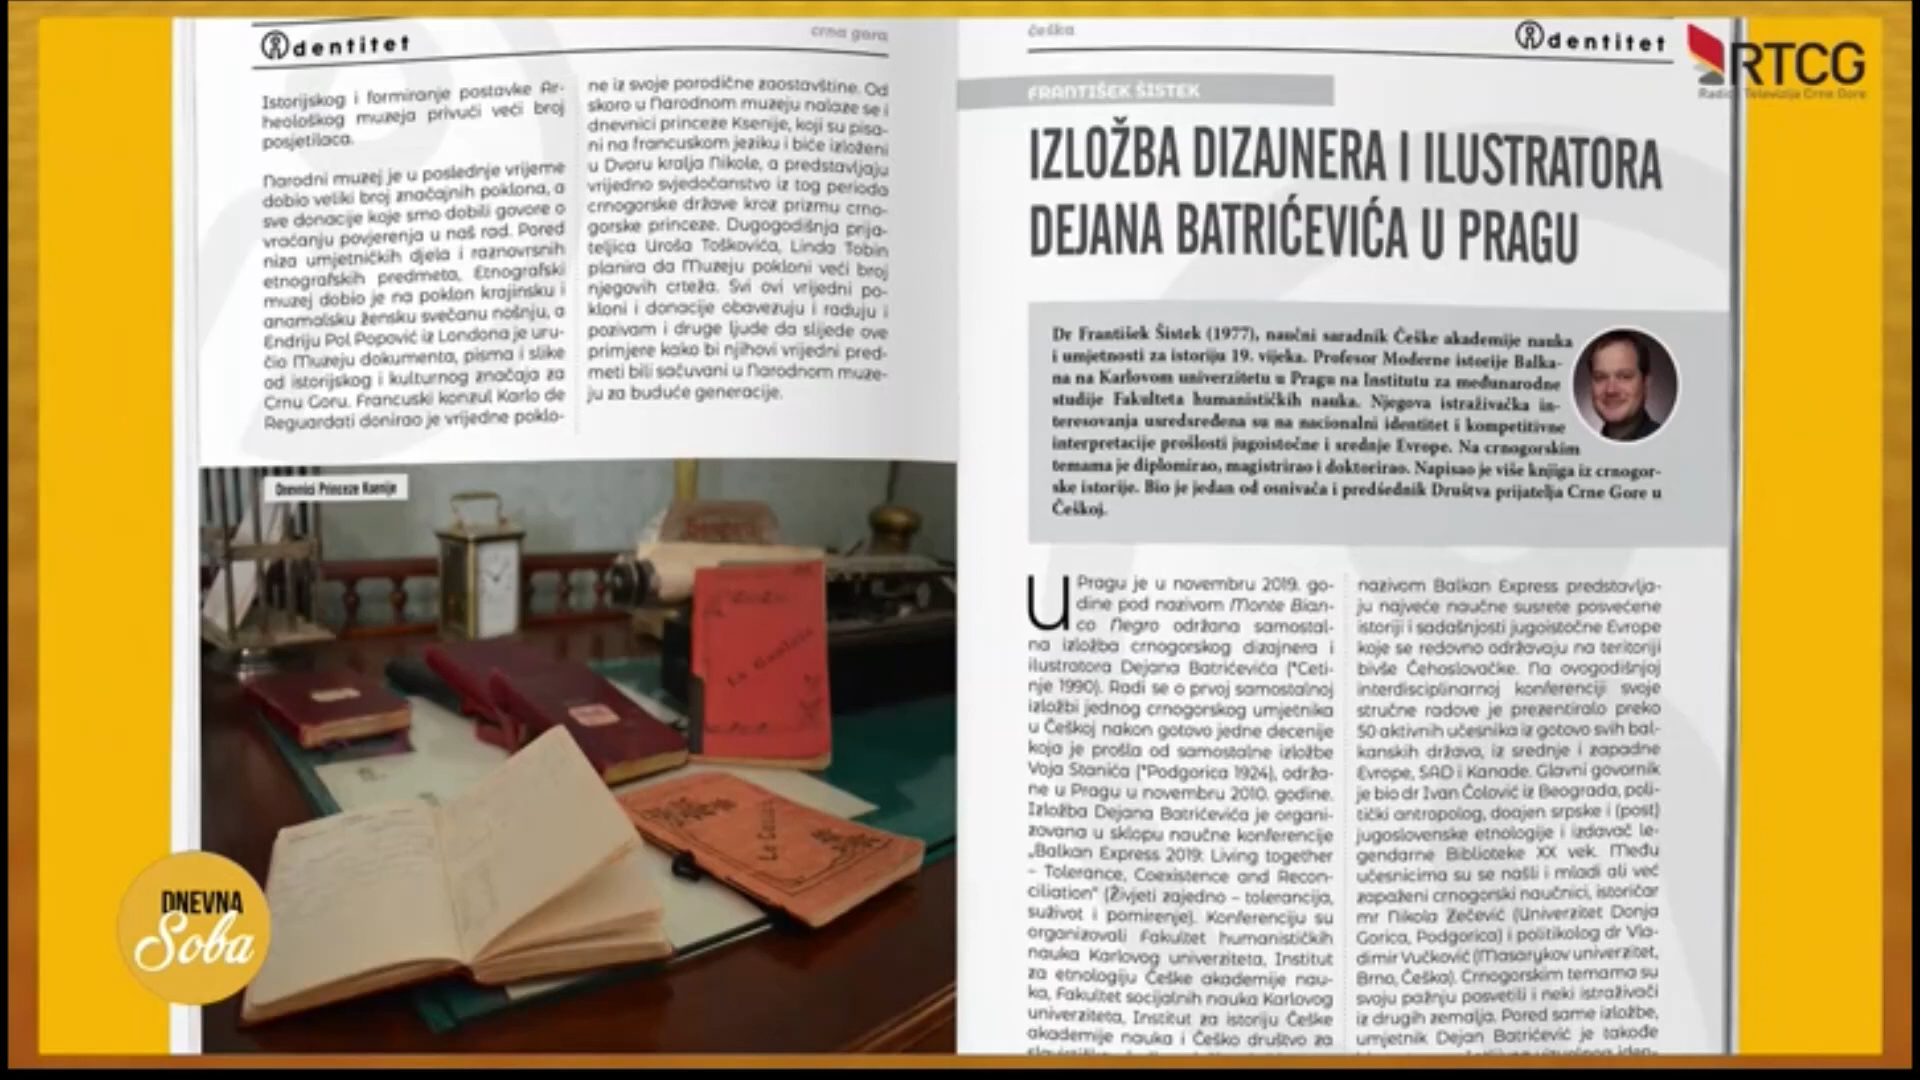 identitet
crna gora
Istorijskog i formiranje postavke Ar-
heološkog muzeja privući veći broj
posjetilaca.
Narodni muzej je u poslednje vrijeme
dobio veliki broj značajnih poklona, a
sve donacije koje smo dobili govore o
vraćanju povjerenja u naš rad. Pored
niza umjetničkih djela i raznovrsnih
etnografskih predmeta, Etnografski
muzej dobio je na poklon krajinsku i
anamalsku žensku svečanu nošnju, a
Endriju Pol Popović iz Londona je uru-
čio Muzeju dokumenta, pisma i slike
od istorijskog i kulturnog značaja za
Crnu Goru. Francuski konzul Karlo de
Reguardati donirao je vrijedne poklo-
ne iz svoje porodične zaostavštine. Od
skoro u Narodnom muzeju nalaze se i
dnevnici princeze Ksenije, koji su pisa-
ni na francuskom jeziku i biće izloženi
u Dvoru kralja Nikole, a predstavljaju
vrijedno svjedočanstvo iz tog perioda
crnogorske države kroz prizmu crno-
gorske princeze. Dugogodišnja prija-
teljica Uroša Toškovića, Linda Tobin
planira da Muzeju pokloni veći broj
njegovih crteža. Svi ovi vrijedni po-
kloni i donacije obavezuju i raduju i
pozivam i druge ljude da slijede ove
primjere kako bi njihovi vrijedni pred-
meti bili sačuvani u Narodnom muze-
ju za buduće generacije.
Dnevnici Princeze Ksenije
češka
identitet
RTCG
Radio Televizija Crne Gore
FRANTIŠEK ŠISTEK
IZLOŽBA DIZAJNERA I ILUSTRATORA
DEJANA BATRIĆEVIĆA U PRAGU
Dr František Šistek (1977), naučni saradnik Češke akademije nauka
i umjetnosti za istoriju 19. vijeka. Profesor Moderne istorije Balka-
na na Karlovom univerzitetu u Pragu na Institutu za međunarodne
studije Fakulteta humanističkih nauka. Njegova istraživačka in-
teresovanja usredsređena su na nacionalni identitet i kompetitivne
interpretacije prošlosti jugoistočne i srednje Evrope. Na crnogorskim
temama je diplomirao, magistrirao i doktorirao. Napisao je više knjiga iz crnogor-
ske istorije. Bio je jedan od osnivača i predśednik Društva prijatelja Crne Gore u
Češkoj.
U Pragu je u novembru 2019. go-
dine pod nazivom Monte Bian-
co Negro održana samostal-
na izložba crnogorskog dizajnera i
ilustratora Dejana Batrićevića (*Ceti-
nje 1990). Radi se o prvoj samostalnoj
izložbi jednog crnogorskog umjetnika
u Češkoj nakon gotovo jedne decenije
koja je prošla od samostalne izložbe
Voja Stanića (*Podgorica 1924), održa-
ne u Pragu u novembru 2010. godine.
Izložba Dejana Batrićevića je organi-
zovana u sklopu naučne konferencije
„Balkan Express 2019: Living together
– Tolerance, Coexistence and Recon-
ciliation“ (Živjeti zajedno – tolerancija,
suživot i pomirenje). Konferenciju su
organizovali Fakultet humanističkih
nauka Karlovog univerziteta, Institut
za etnologiju Češke akademije nau-
ka, Fakultet socijalnih nauka Karlovog
univerziteta, Institut za istoriju Češke
akademije nauka i Češko društvo za
nazivom Balkan Express predstavlja-
ju najveće naučne susrete posvećene
istoriji i sadašnjosti jugoistočne Evrope
koje se redovno održavaju na teritoriji
bivše Čehoslovačke. Na ovogodišnjoj
interdisciplinarnoj konferenciji svoje
stručne radove je prezentiralo preko
50 aktivnih učesnika iz gotovo svih bal-
kanskih država, iz srednje i zapadne
Evrope, SAD i Kanade. Glavni govornik
je bio dr Ivan Čolović iz Beograda, poli-
tički antropolog, doajen srpske i (post)
jugoslovenske etnologije i izdavač le-
gendarne Biblioteke XX vek. Među
učesnicima su se našli i mladi ali već
zapaženi crnogorski naučnici, istoričar
mr Nikola Zečević (Univerzitet Donja
Gorica, Podgorica) i politikolog dr Vla-
dimir Vučković (Masarykov univerzitet,
Brno, Češka). Crnogorskim temama su
svoju pažnju posvetili i neki istraživači
iz drugih zemalja. Pored same izložbe,
umjetnik Dejan Batrićević je takođe
DNEVNA
Soba